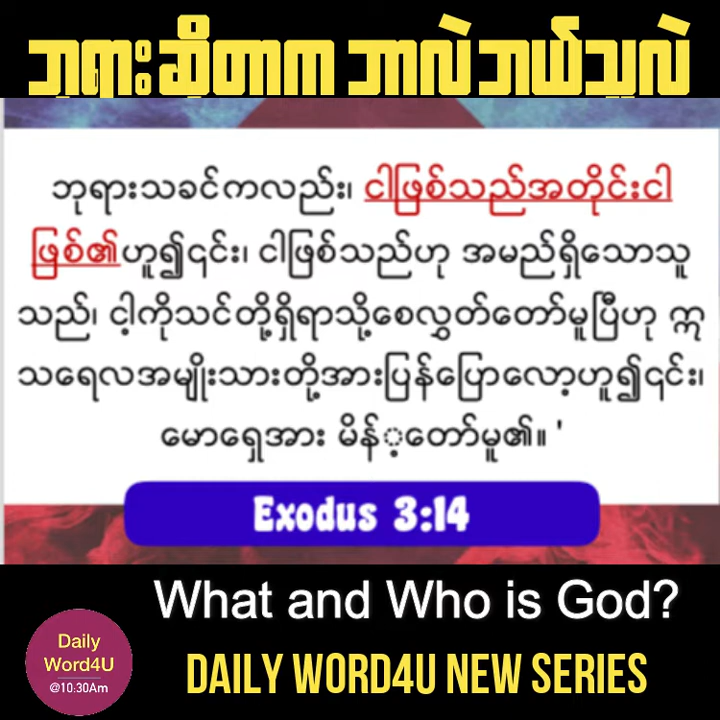 ဘုရားဆိုတာက ဘာလဲဘယ်သူလဲ
ဘုရားသခင်ကလည်း၊ ငါဖြစ်သည်အတိုင်းငါ
ဖြစ်၏ဟူ၍၎င်း၊ ငါဖြစ်သည်ဟု အမည်ရှိသောသူ
သည်၊ ငါ့ကိုသင်တို့ရှိရာသို့စေလွှတ်တော်မူပြီဟု ဣ
သရေလအမျိုးသားတို့အားပြန်ပြောလော့ဟူ၍၎င်း၊
မောရှေအား မိန့်တော်မူ၏။ '
Exodus 3:14
What and Who is God?
Daily
Word4U
@10:30Am
DAILY WORD4U NEW SERIES